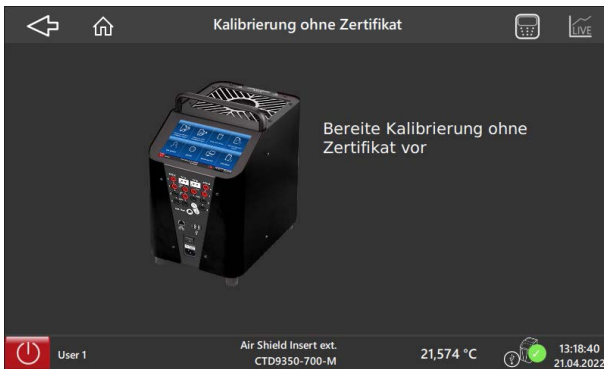 Kalibrierung ohne Zertifikat
LIVE
Bereite Kalibrierung ohne
Zertifikat vor
User 1
Air Shield Insert ext.
CTD9350-700-M
21,574 °C
13:18:40
21.04.2022